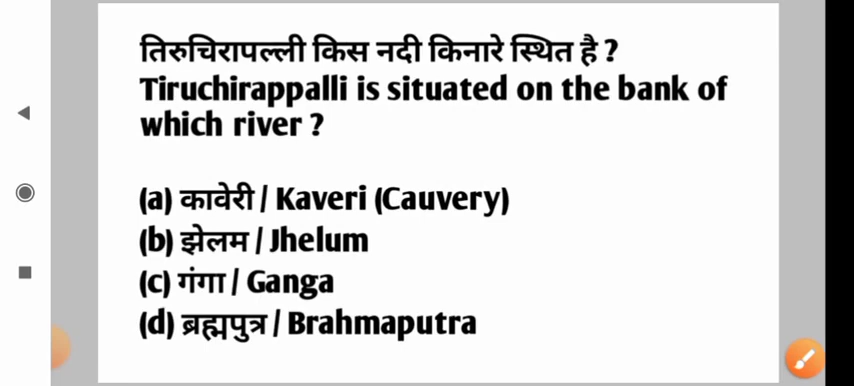 तिरुचिरापल्ली किस नदी किनारे स्थित है ?
Tiruchirappalli is situated on the bank of
which river ?
(a) कावेरी / Kaveri (Cauvery)
(b) झेलम / Jhelum
(c) गंगा / Ganga
(d) ब्रह्मपुत्र / Brahmaputra